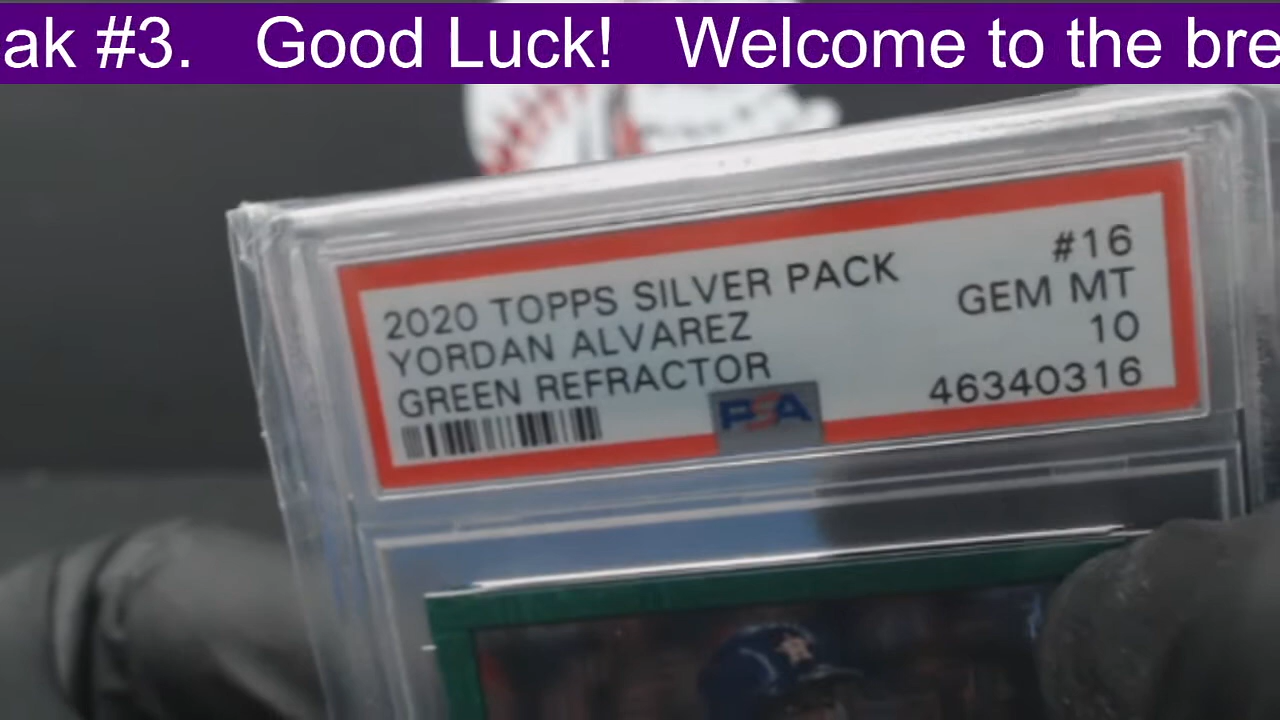 ak #3.   Good Luck!   Welcome to the bre
2020 TOPPS SILVER PACK #16
YORDAN ALVAREZ GEM MT
GREEN REFRACTOR 10
46340316
PSA